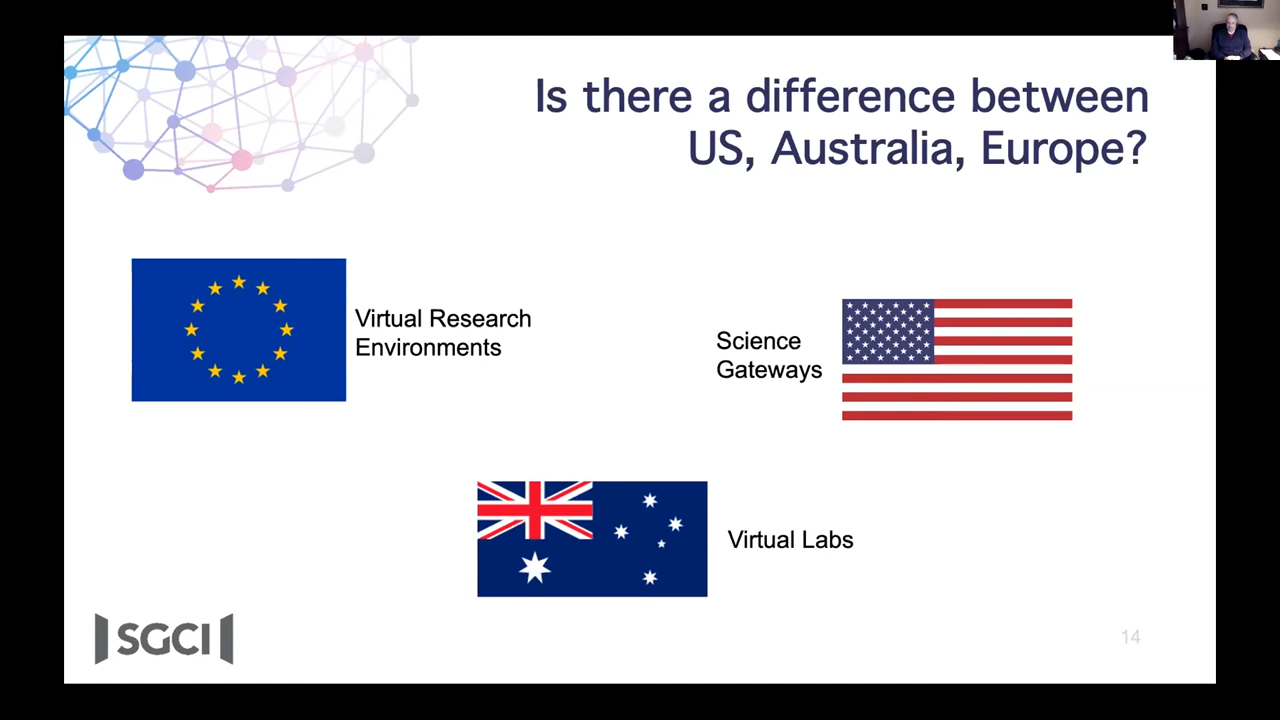 Is there a difference between
US, Australia, Europe?
Virtual Research
Environments
Science
Gateways
Virtual Labs
SGCI
14